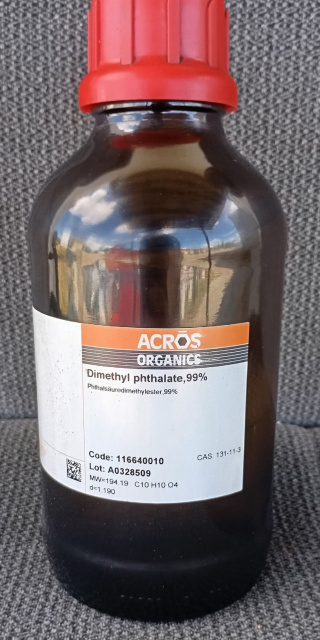 ACRŌS
ORGANICS
Dimethyl phthalate,99%
Phthalsäuredimethylester,99%
Code: 116640010
CAS. 131-11-3
Lot: A0328509
MW=194.19 C10 H10 O4
d=1.190